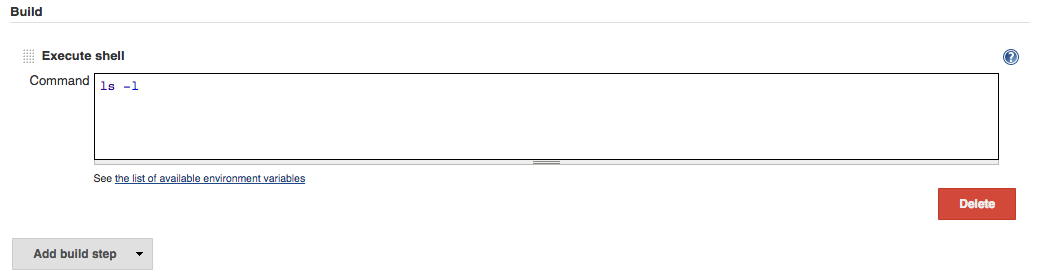 Build
Execute shell
?
Command
ls -l
See the list of available environment variables
Delete
Add build step